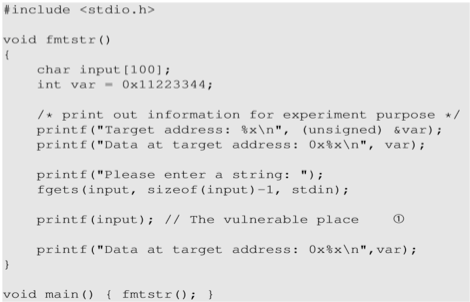 #include <stdio.h>
void fmtstr()
{
char input[100];
int var = 0x11223344;
/* print out information for experiment purpose */
printf("Target address: %x\n", (unsigned) &var);
printf("Data at target address: 0x%x\n", var);
printf("Please enter a string: ");
fgets(input, sizeof(input)-1, stdin);
printf(input); // The vulnerable place ①
printf("Data at target address: 0x%x\n",var);
}
void main() { fmtstr(); }